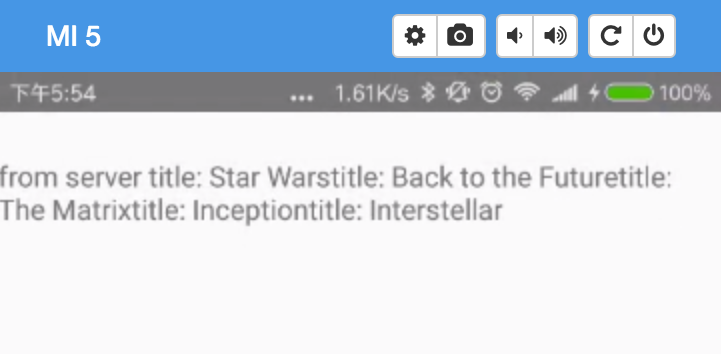 MI 5
下午5:54 ... 1.61K/s 100%
from server title: Star Warstitle: Back to the Futuretitle:
The Matrixtitle: Inceptiontitle: Interstellar